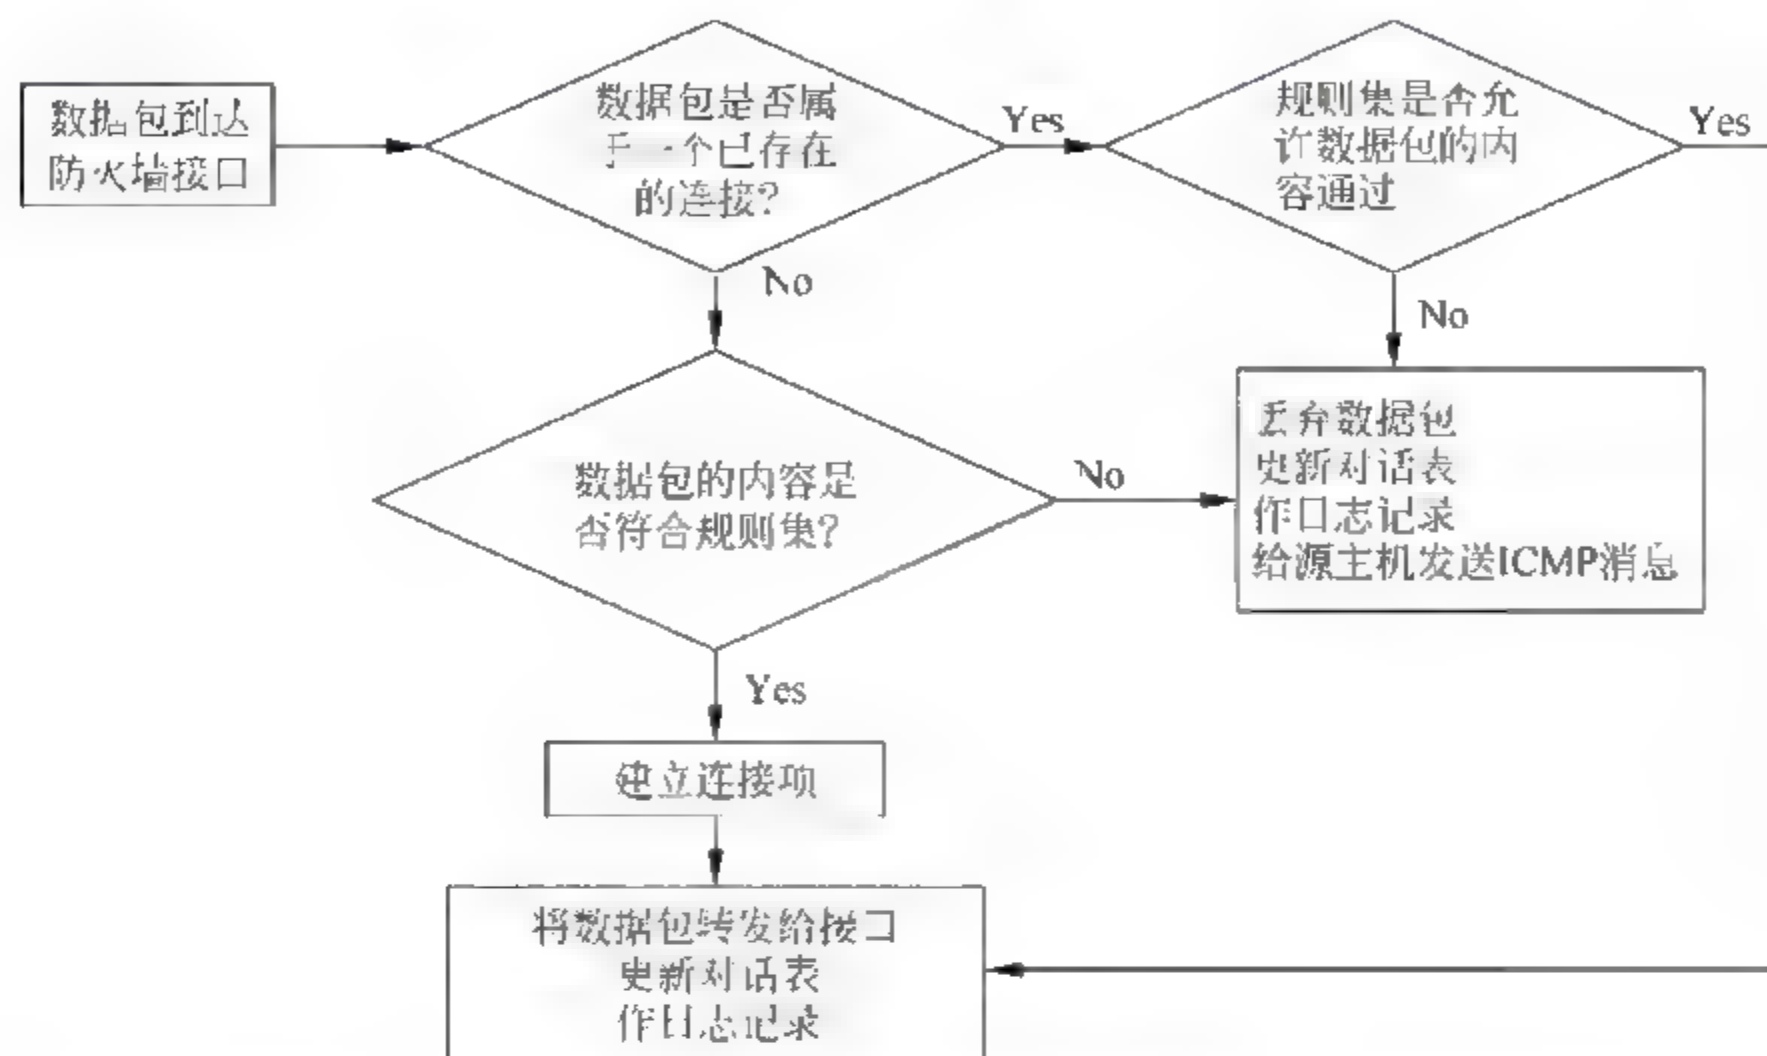 数据包到达
防火墙接口
数据包是否属
于一个已存在
的连接?
Yes
规则集是否允
许数据包的内
容通过
Yes
No
No
丢弃数据包
更新对话表
作日志记录
给源主机发送ICMP消息
数据包的内容是
否符合规则集?
No
Yes
建立连接项
将数据包转发给接口
更新对话表
作日志记录